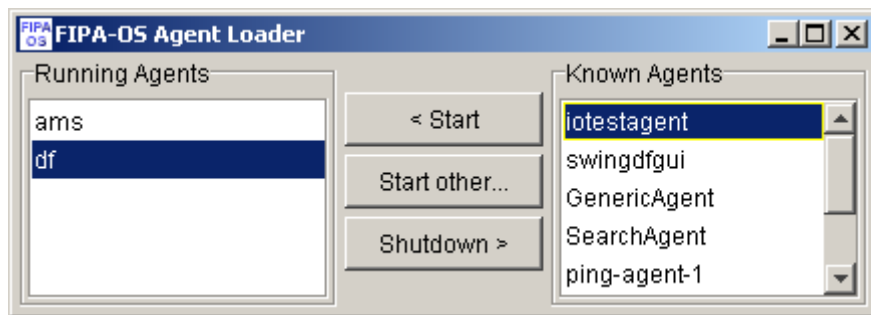 FIPA OS FIPA-OS Agent Loader
Running Agents
ams
df
< Start
Start other...
Shutdown >
Known Agents
iotestagent
swingdfgui
GenericAgent
SearchAgent
ping-agent-1